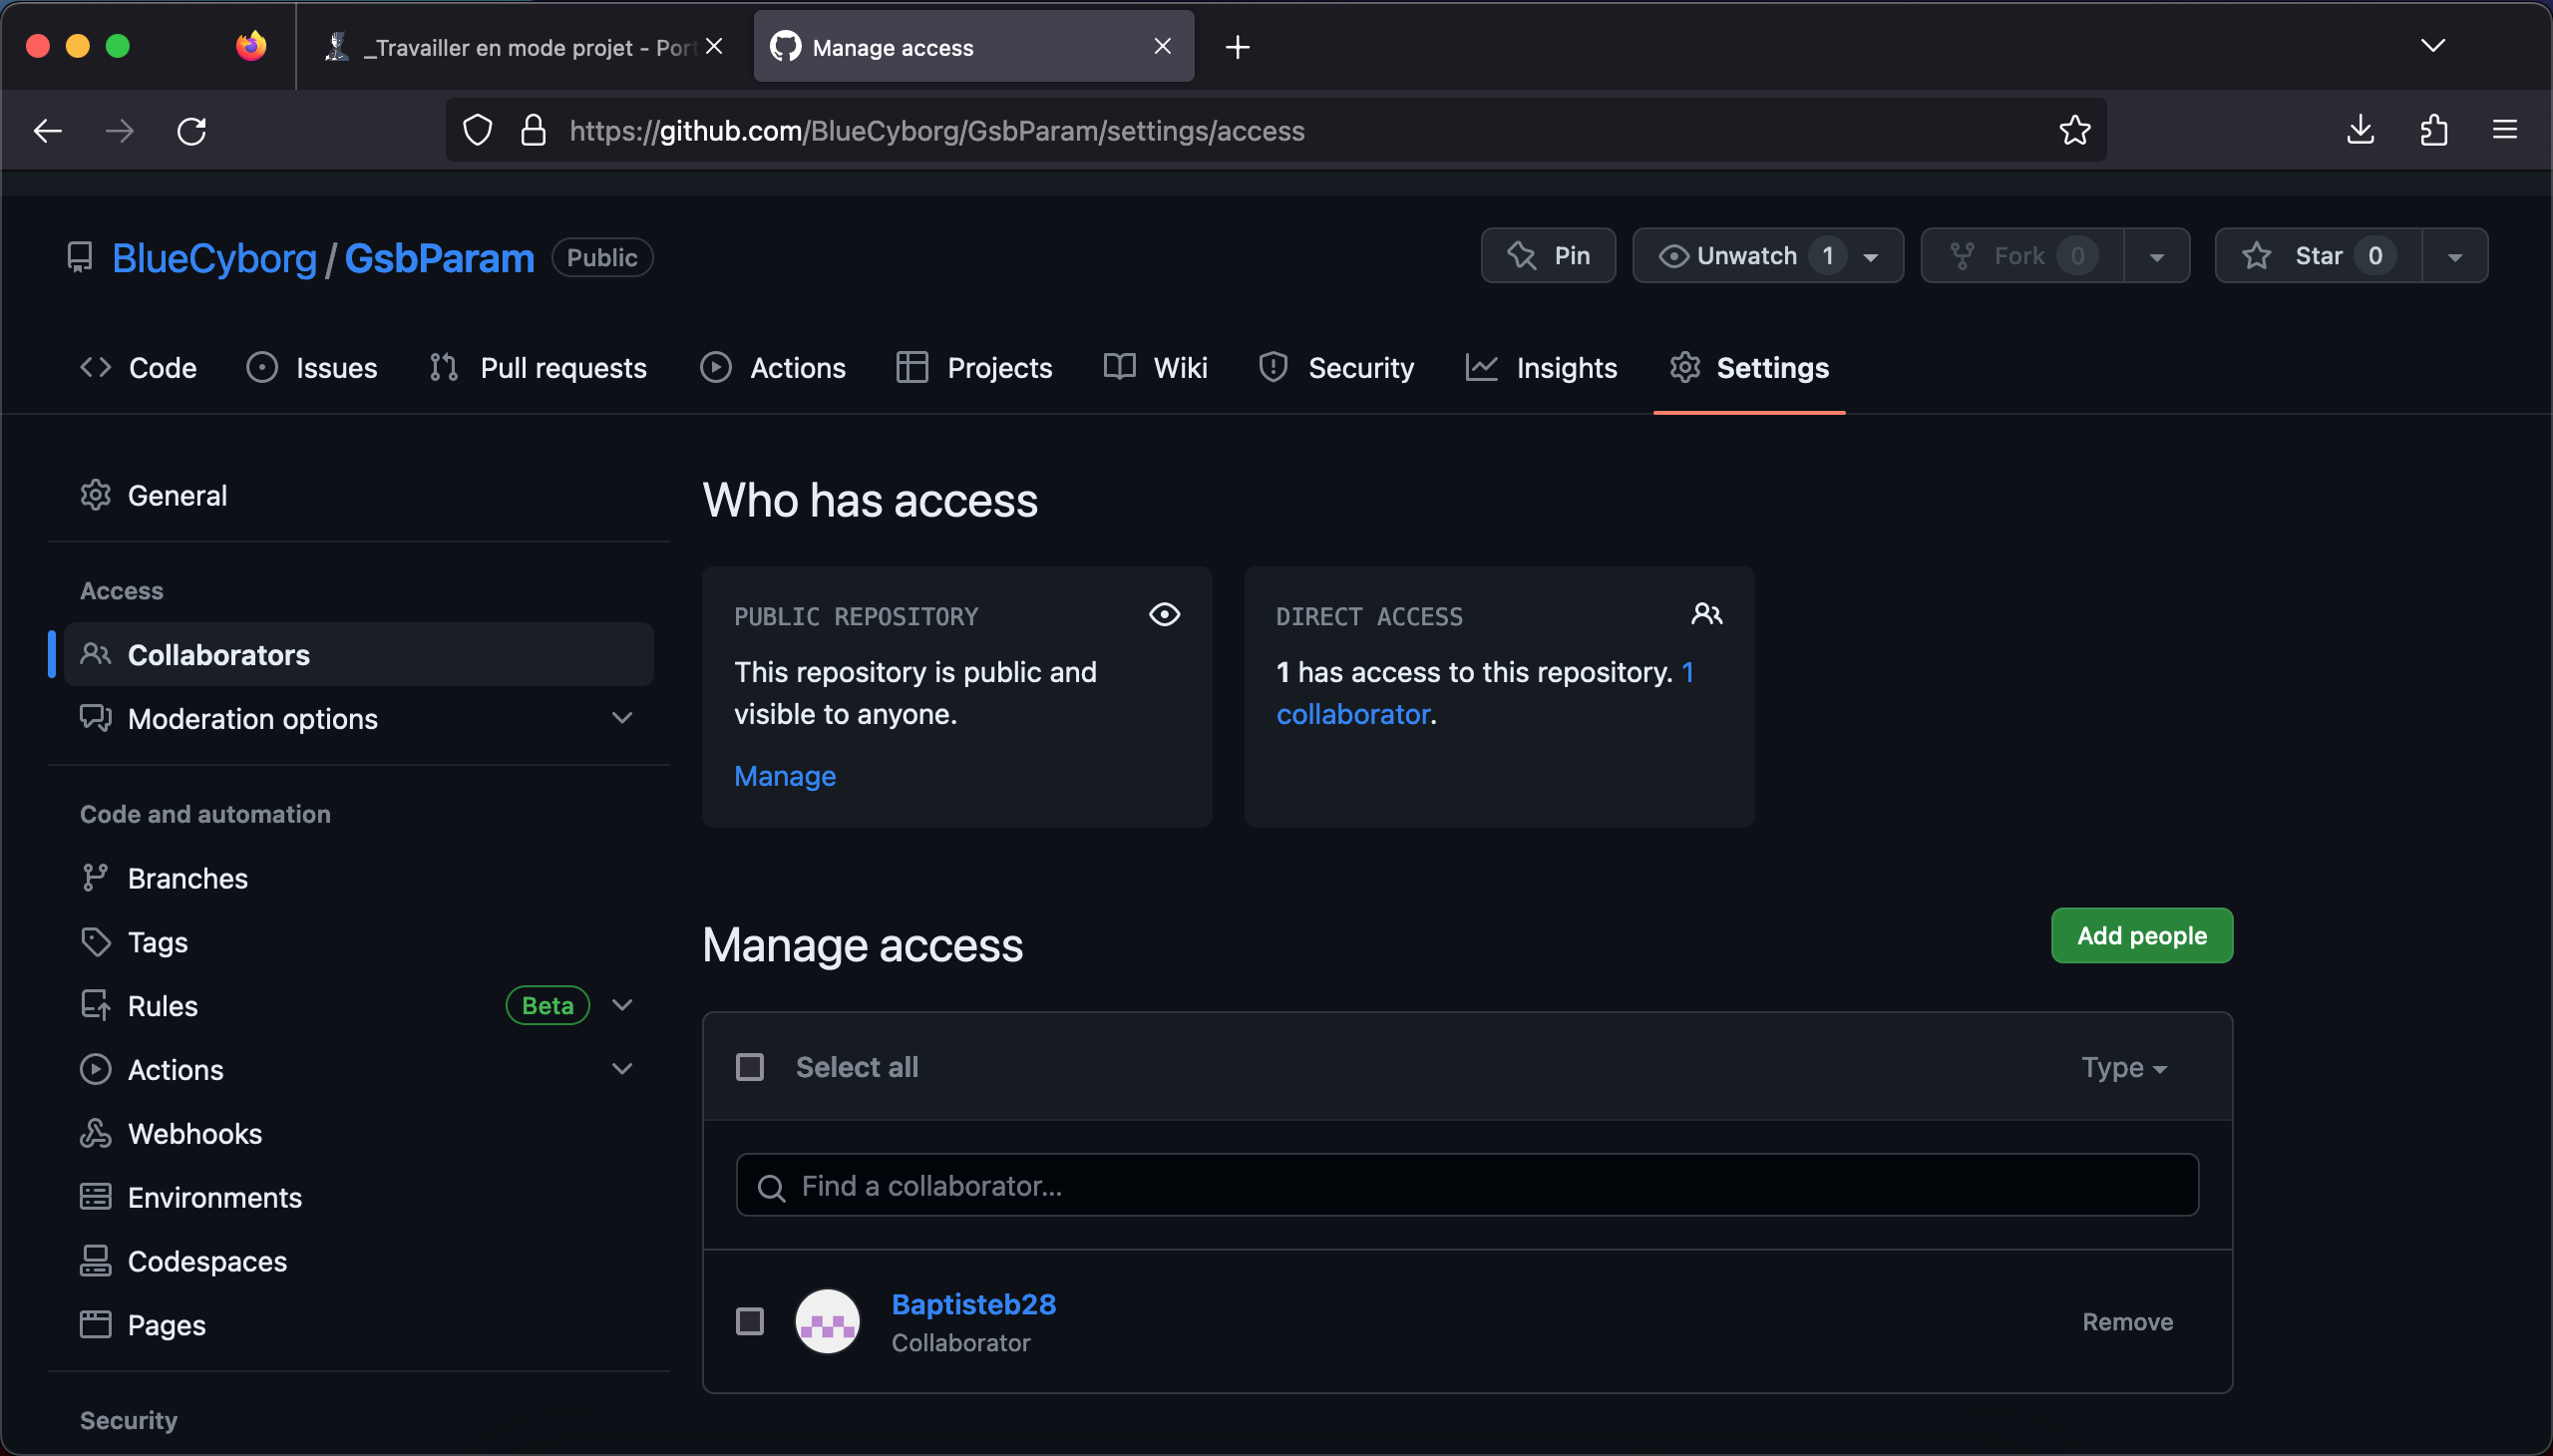 _Travailler en mode projet - Port
Manage access
https://github.com/BlueCyborg/GsbParam/settings/access
BlueCyborg / GsbParam Public
Pin
Unwatch 1
Fork 0
Star 0
Code
Issues
Pull requests
Actions
Projects
Wiki
Security
Insights
Settings
General
Access
Collaborators
Moderation options
Code and automation
Branches
Tags
Rules Beta
Actions
Webhooks
Environments
Codespaces
Pages
Security
Who has access
PUBLIC REPOSITORY
This repository is public and
visible to anyone.
Manage
DIRECT ACCESS
1 has access to this repository. 1
collaborator.
Manage access
Add people
Select all
Type
Find a collaborator...
Baptisteb28
Collaborator
Remove